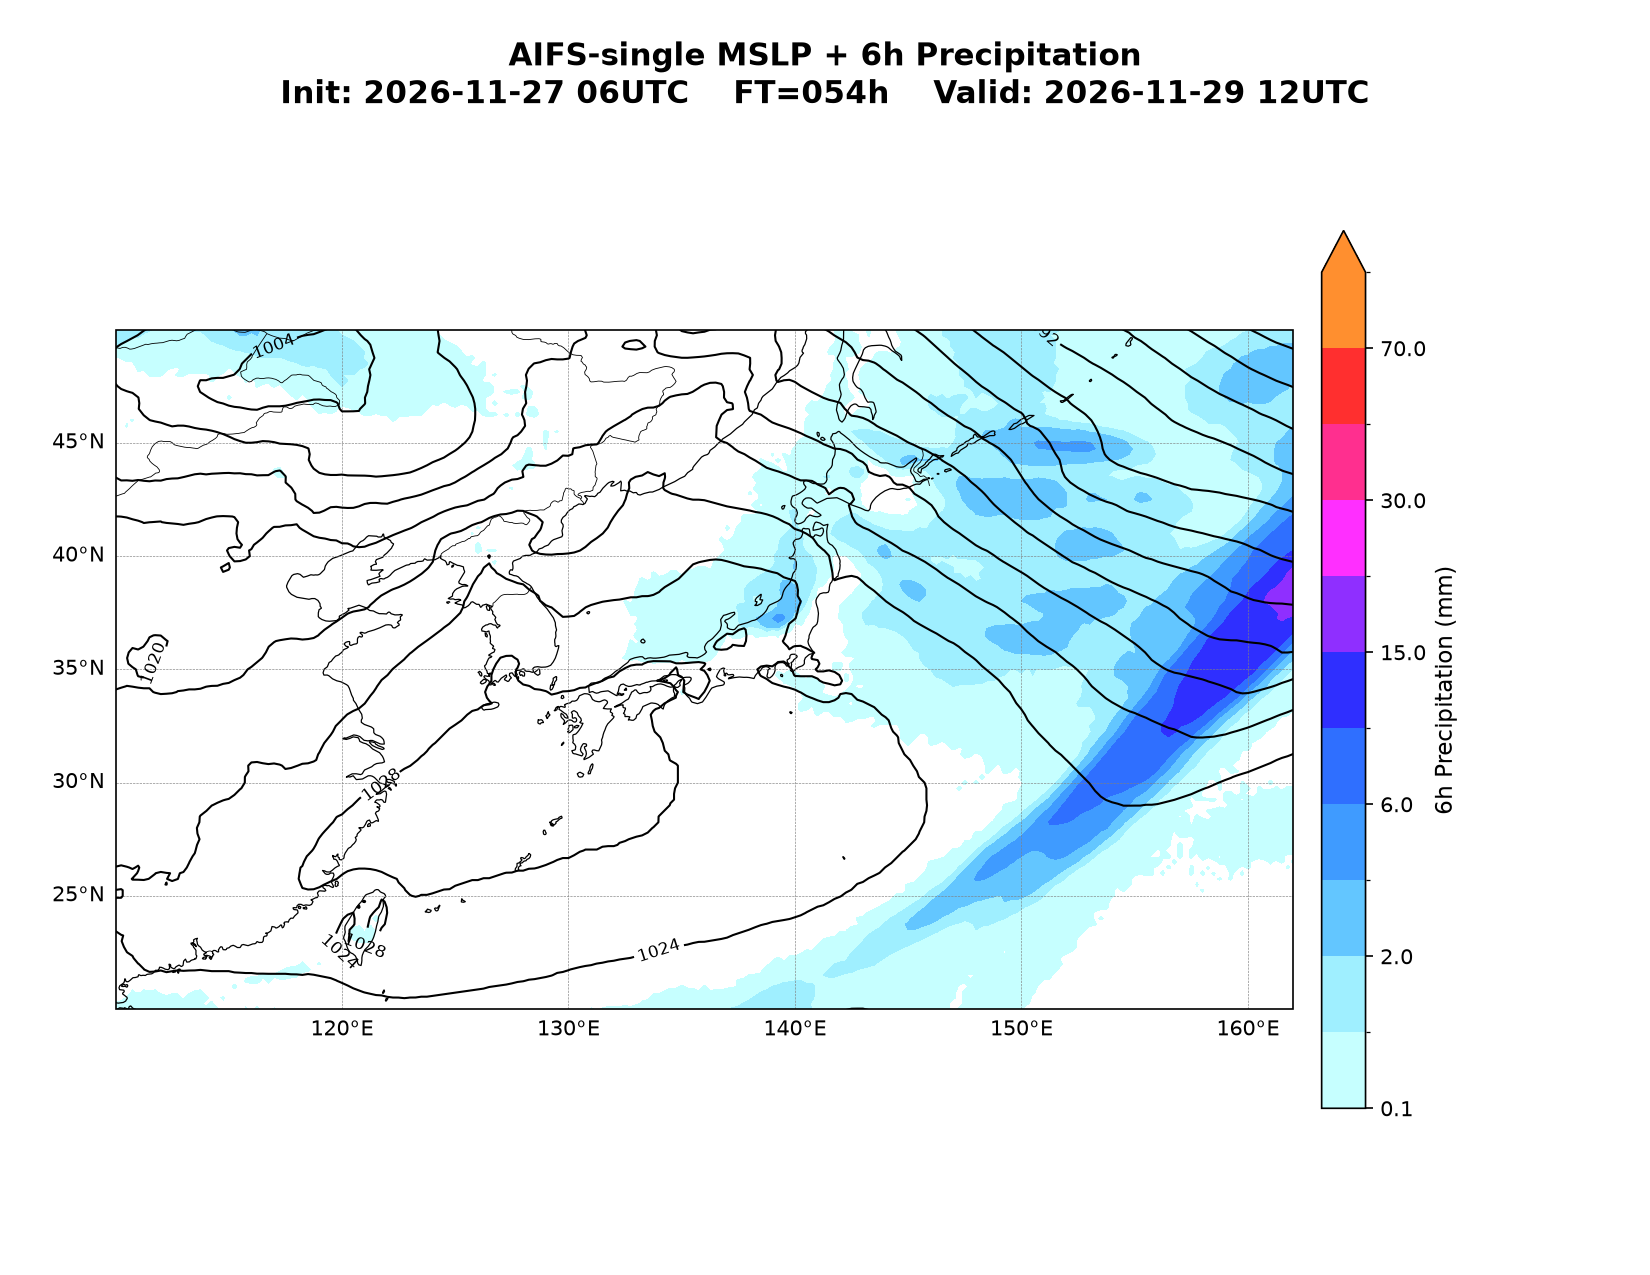 AIFS-single MSLP + 6h Precipitation
Init: 2026-11-27 06UTC    FT=054h    Valid: 2026-11-29 12UTC
1004
92
1020
1028
1024
1028
1024
45°N
40°N
35°N
30°N
25°N
120°E
130°E
140°E
150°E
160°E
70.0
30.0
15.0
6.0
2.0
0.1
6h Precipitation (mm)